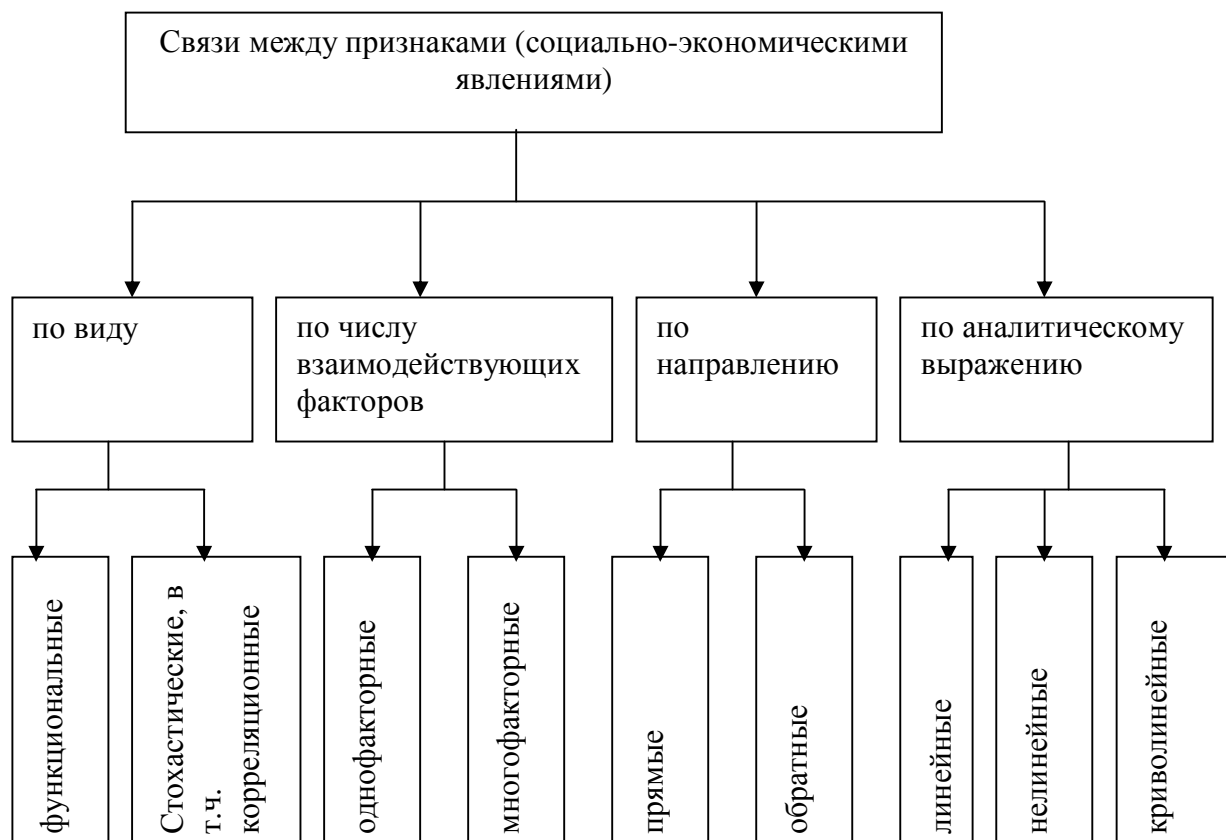 Связи между признаками (социально-экономическими
явлениями)
по виду
по числу
взаимодействующих
факторов
по
направлению
по аналитическому
выражению
функциональные
Стохастические, в
т.ч.
корреляционные
однофакторные
многофакторные
прямые
обратные
линейные
нелинейные
криволинейные